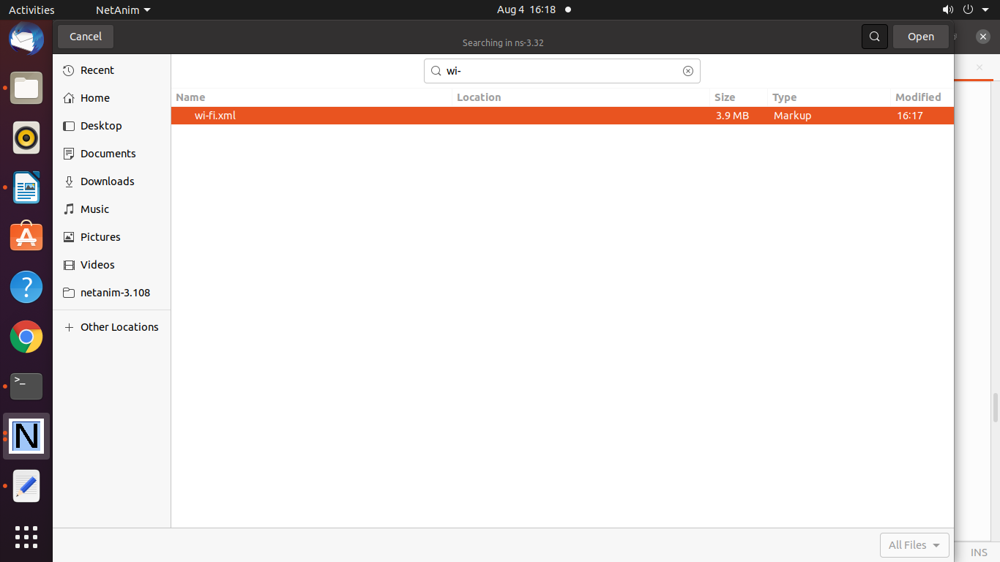 Activities NetAnim Aug 4 16:18
Cancel Searching in ns-3.32 Open
Recent
Home
Desktop
Documents
Downloads
Music
Pictures
Videos
netanim-3.108
Other Locations
wi-
Name Location Size Type Modified
wi-fi.xml 3.9 MB Markup 16:17
All Files
INS
>_
N
?
A